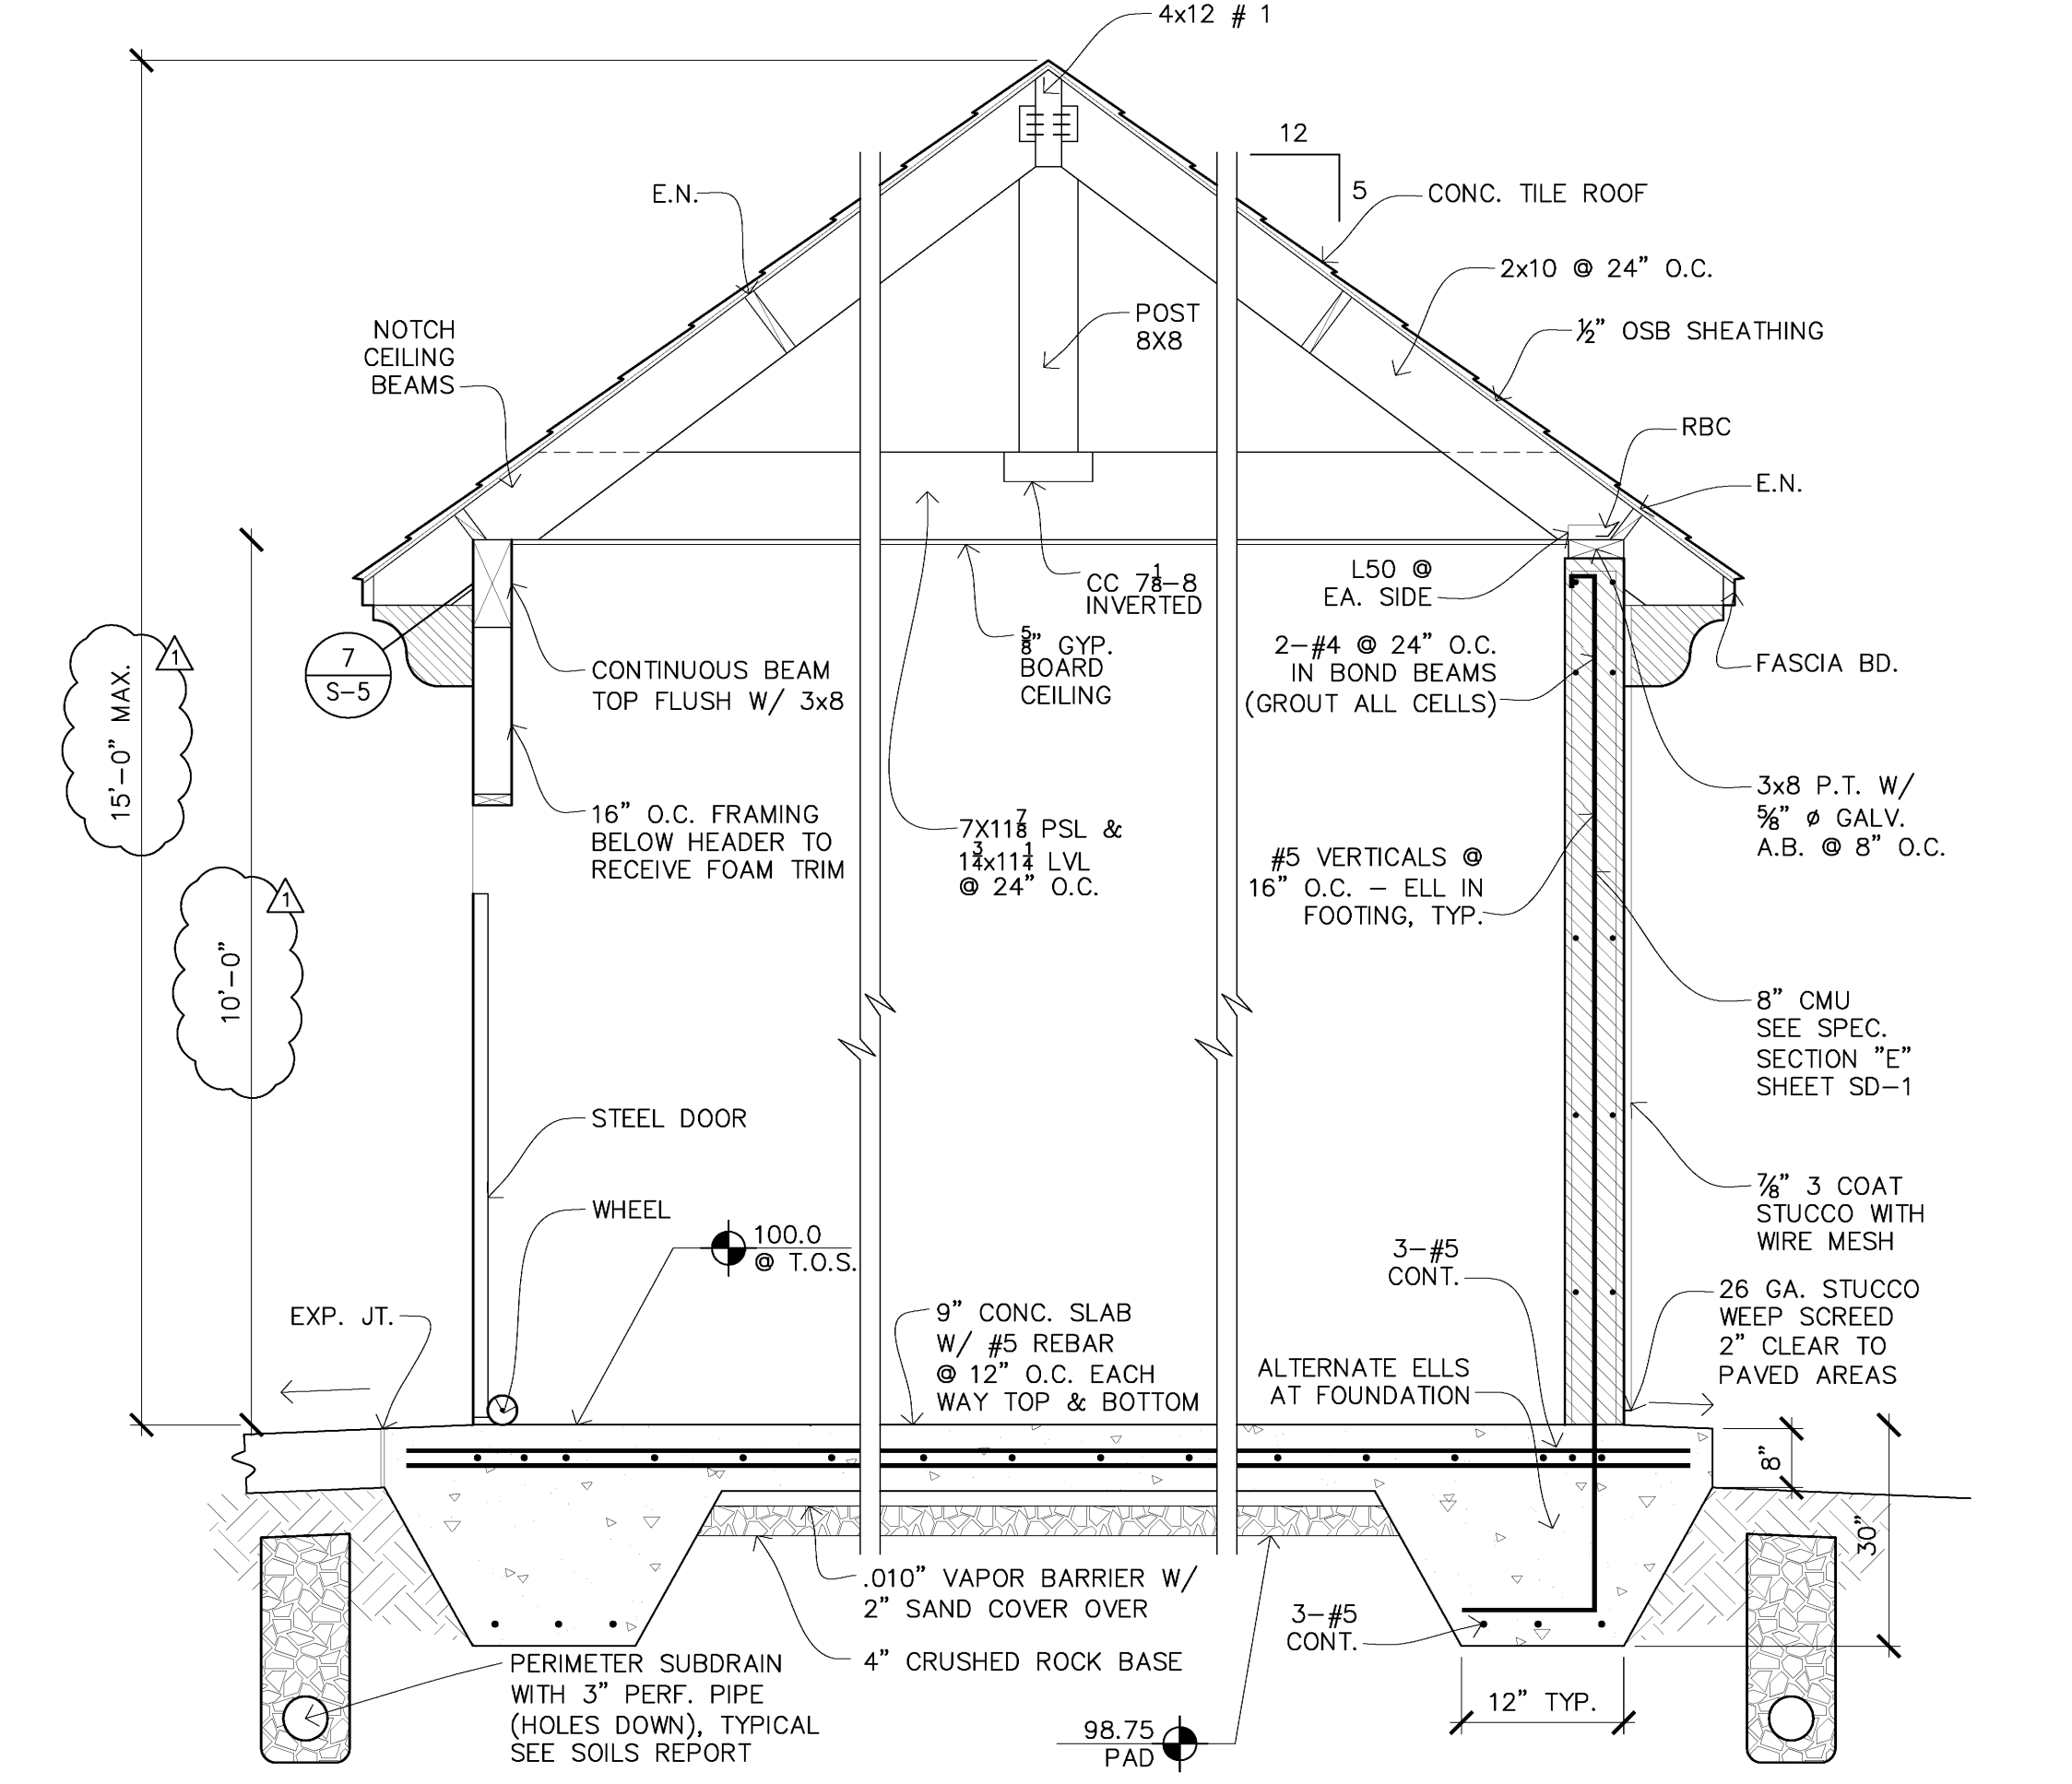 4x12 # 1
12
5
E.N.
CONC. TILE ROOF
2x10 @ 24" O.C.
NOTCH
CEILING
BEAMS
POST
8X8
½" OSB SHEATHING
RBC
E.N.
L50 @
EA. SIDE
CC 7⅛-8
INVERTED
⅝" GYP.
BOARD
CEILING
2-#4 @ 24" O.C.
IN BOND BEAMS
(GROUT ALL CELLS)
FASCIA BD.
7
S-5
CONTINUOUS BEAM
TOP FLUSH W/ 3x8
15'-0" MAX.
1
10'-0"
1
16" O.C. FRAMING
BELOW HEADER TO
RECEIVE FOAM TRIM
7X11⅞ PSL &
1¾x11¼ LVL
@ 24" O.C.
3x8 P.T. W/
⅝" ø GALV.
A.B. @ 8" O.C.
#5 VERTICALS @
16" O.C. – ELL IN
FOOTING, TYP.
8" CMU
SEE SPEC.
SECTION "E"
SHEET SD-1
STEEL DOOR
WHEEL
100.0
@ T.O.S.
⅞" 3 COAT
STUCCO WITH
WIRE MESH
3-#5
CONT.
26 GA. STUCCO
WEEP SCREED
2" CLEAR TO
PAVED AREAS
EXP. JT.
9" CONC. SLAB
W/ #5 REBAR
@ 12" O.C. EACH
WAY TOP & BOTTOM
ALTERNATE ELLS
AT FOUNDATION
8"
30"
.010" VAPOR BARRIER W/
2" SAND COVER OVER
4" CRUSHED ROCK BASE
3-#5
CONT.
PERIMETER SUBDRAIN
WITH 3" PERF. PIPE
(HOLES DOWN), TYPICAL
SEE SOILS REPORT
12" TYP.
98.75
PAD